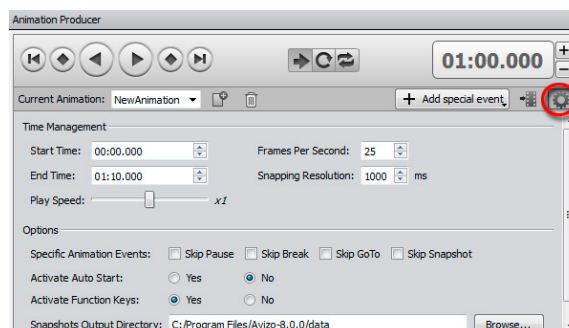 Animation Producer
01:00.000
Current Animation: NewAnimation + Add special event
Time Management
Start Time: 00:00.000 Frames Per Second: 25
End Time: 01:10.000 Snapping Resolution: 1000 ms
Play Speed: x1
Options
Specific Animation Events: Skip Pause Skip Break Skip GoTo Skip Snapshot
Activate Auto Start: Yes No
Activate Function Keys: Yes No
Snapshots Output Directory: C:/Program Files/Avizo-8.0.0/data Browse...